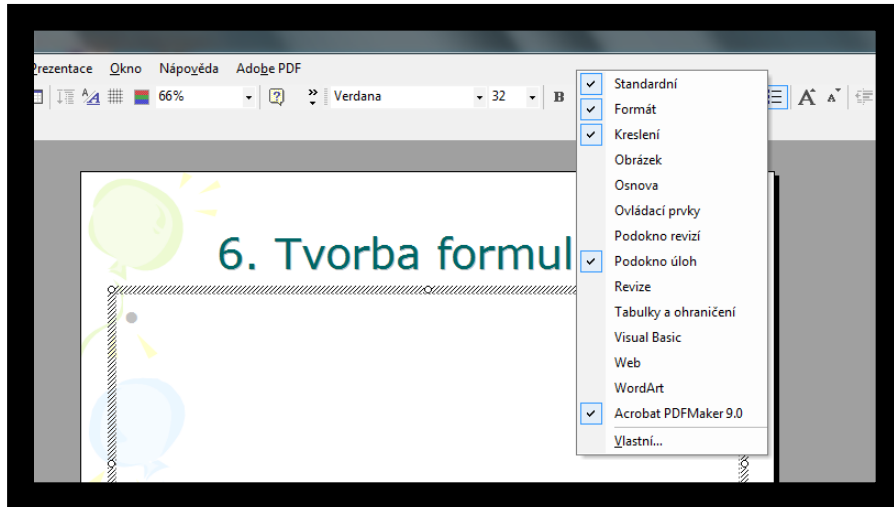 Prezentace Okno Nápověda Adobe PDF
66% Verdana 32 B
Standardní
Formát
Kreslení
Obrázek
Osnova
Ovládací prvky
Podokno revizí
Podokno úloh
Revize
Tabulky a ohraničení
Visual Basic
Web
WordArt
Acrobat PDFMaker 9.0
Vlastní...
6. Tvorba formul